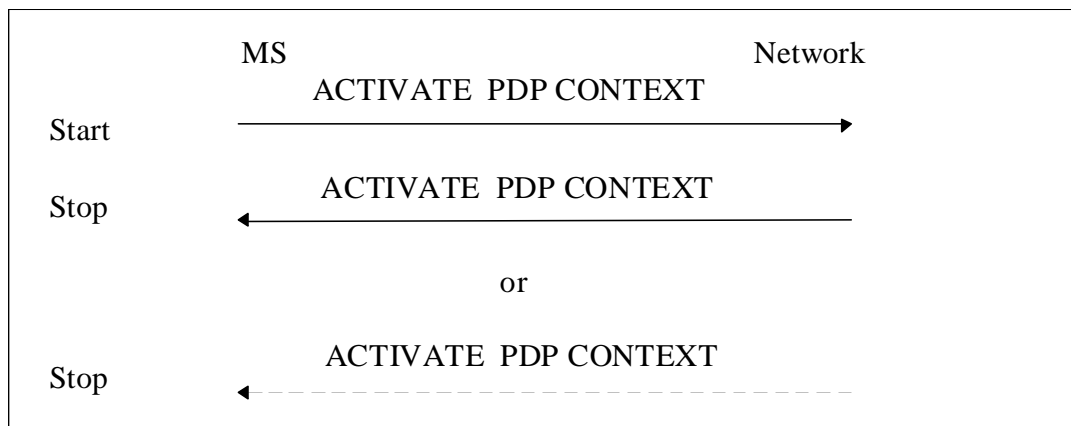 MS Network
ACTIVATE PDP CONTEXT
Start
ACTIVATE PDP CONTEXT
Stop
or
ACTIVATE PDP CONTEXT
Stop